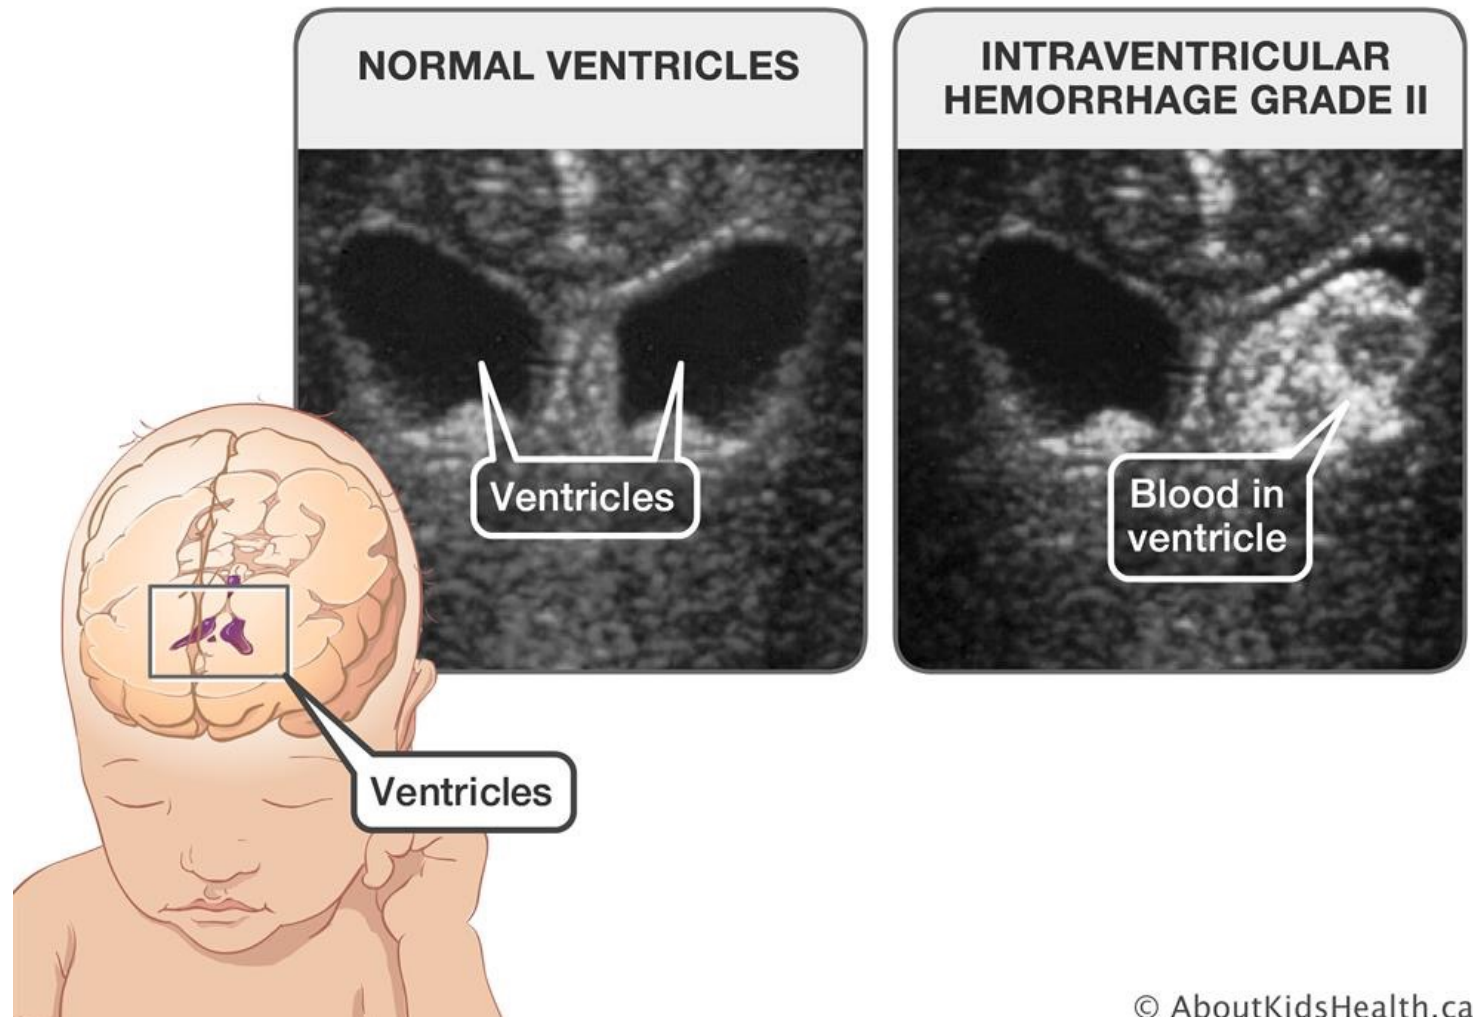 NORMAL VENTRICLES
INTRAVENTRICULAR
HEMORRHAGE GRADE II
Ventricles
Blood in
ventricle
Ventricles
© AboutKidsHealth.ca